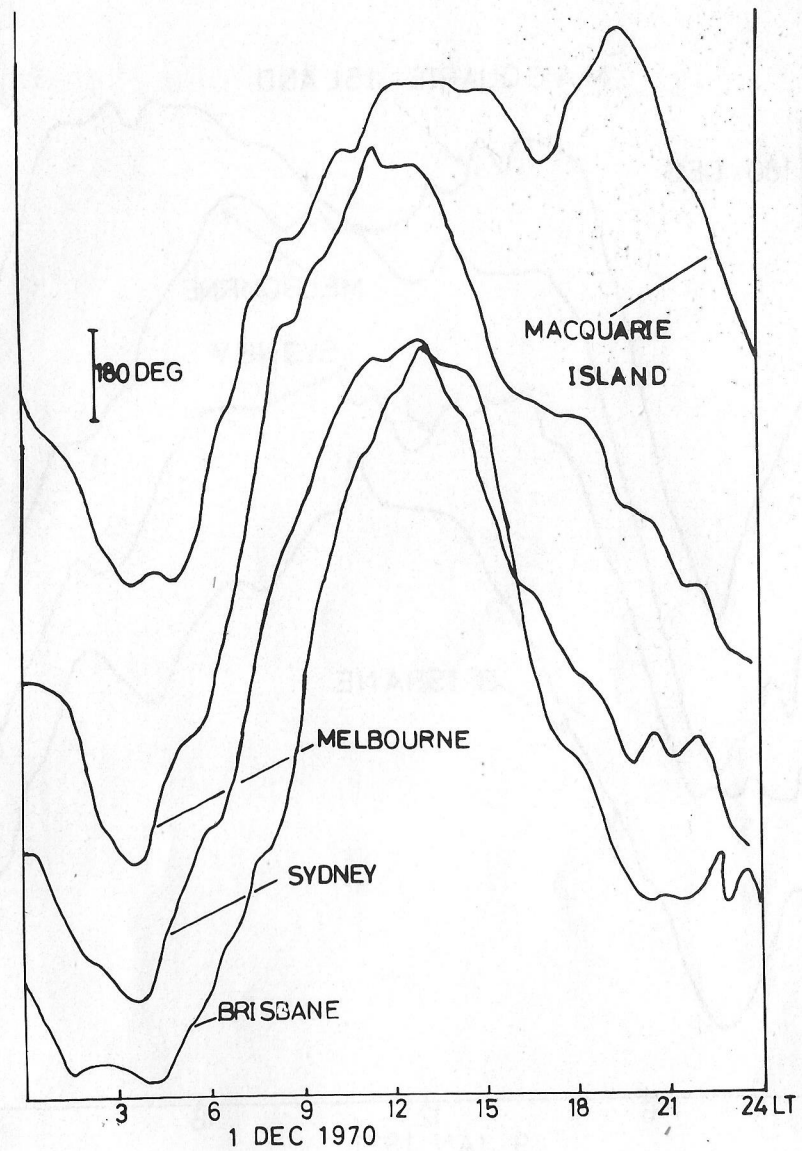 MACQUARIE
ISLAND
180 DEG
MELBOURNE
SYDNEY
BRISBANE
3 6 9 12 15 18 21 24 LT
1 DEC 1970